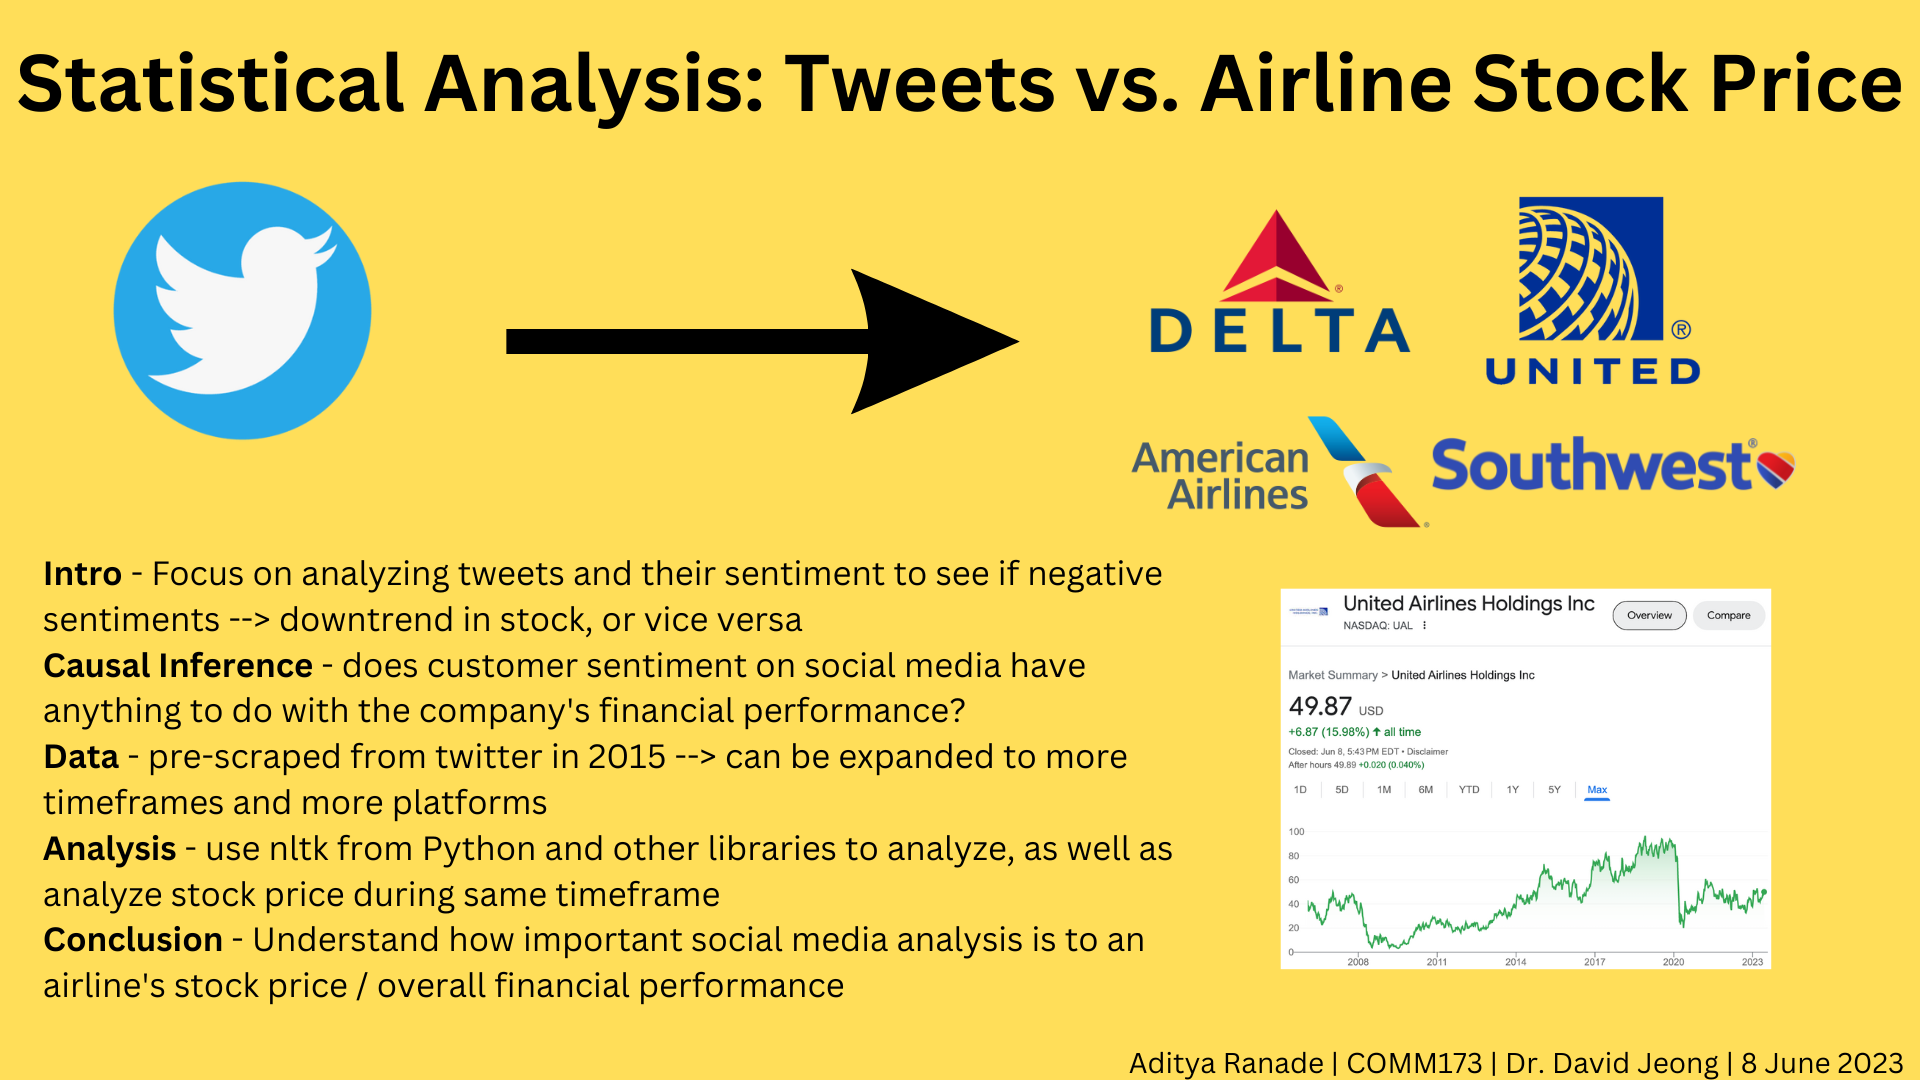 Statistical Analysis: Tweets vs. Airline Stock Price
DELTA
®
UNITED
®
American
Airlines
®
Southwest®
Intro - Focus on analyzing tweets and their sentiment to see if negative
sentiments --> downtrend in stock, or vice versa
Causal Inference - does customer sentiment on social media have
anything to do with the company's financial performance?
Data - pre-scraped from twitter in 2015 --> can be expanded to more
timeframes and more platforms
Analysis - use nltk from Python and other libraries to analyze, as well as
analyze stock price during same timeframe
Conclusion - Understand how important social media analysis is to an
airline's stock price / overall financial performance
United Airlines Holdings Inc
NASDAQ: UAL
Overview
Compare
Market Summary > United Airlines Holdings Inc
49.87 USD
+6.87 (15.98%) ↑ all time
Closed: Jun 8, 5:43 PM EDT • Disclaimer
After hours 49.89 +0.020 (0.040%)
1D 5D 1M 6M YTD 1Y 5Y Max
100
80
60
40
20
0
2008 2011 2014 2017 2020 2023
Aditya Ranade | COMM173 | Dr. David Jeong | 8 June 2023